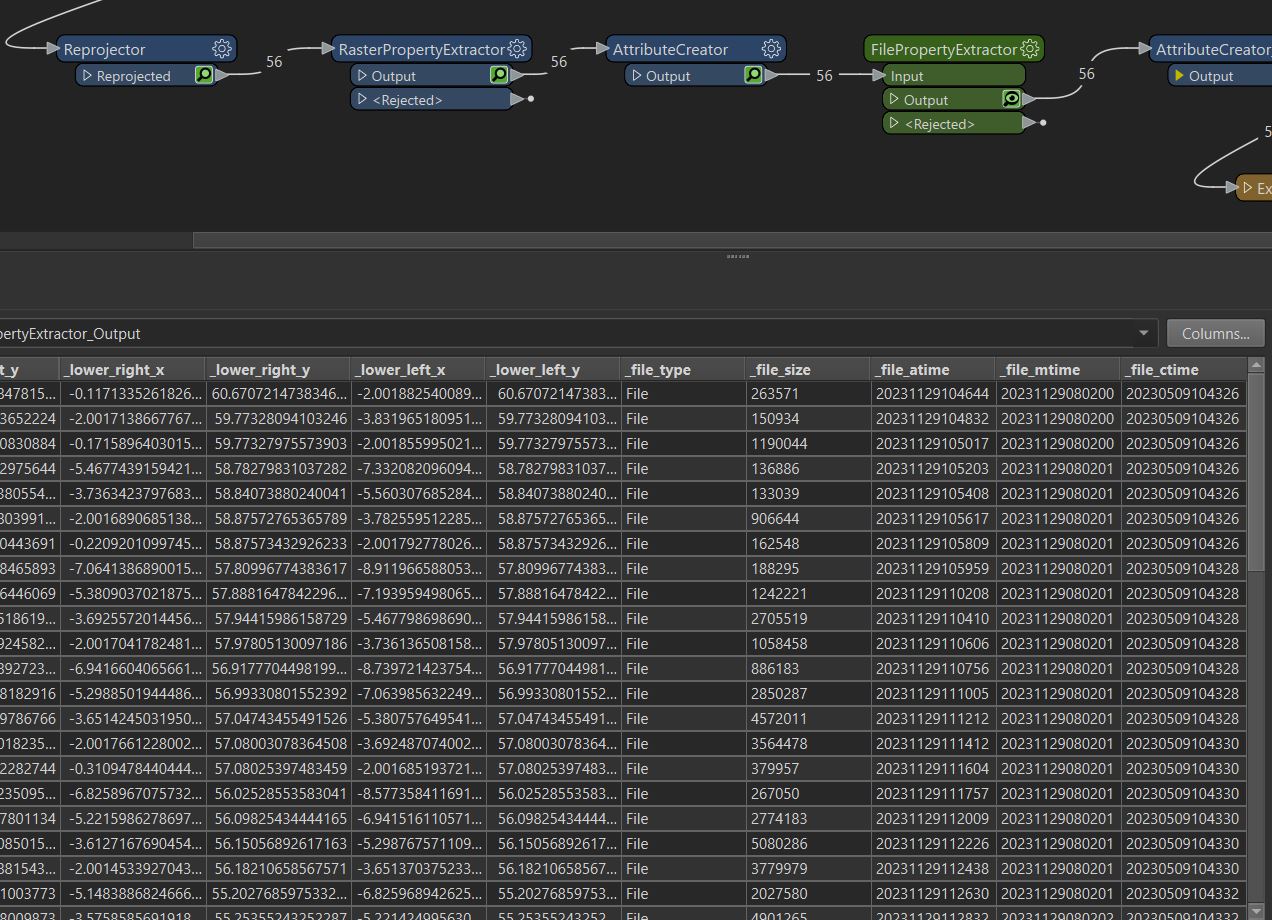 Reprojector
Reprojected
56
RasterPropertyExtractor
Output
<Rejected>
56
AttributeCreator
Output
56
FilePropertyExtractor
Input
Output
<Rejected>
56
AttributeCreator
Output
5
Ex
pertyExtractor_Output
Columns...
t_y _lower_right_x _lower_right_y _lower_left_x _lower_left_y _file_type _file_size _file_atime _file_mtime _file_ctime
347815... -0.1171335261826... 60.6707214738346... -2.001882540089... 60.67072147383... File 263571 20231129104644 20231129080200 20230509104326
3652224 -2.0017138667767... 59.77328094103246 -3.831965180951... 59.77328094103... File 150934 20231129104832 20231129080200 20230509104326
0830884 -0.1715896403015... 59.77327975573903 -2.001855995021... 59.77327975573... File 1190044 20231129105017 20231129080200 20230509104326
2975644 -5.4677439159421... 58.78279831037282 -7.332082096094... 58.78279831037... File 136886 20231129105203 20231129080201 20230509104326
380554... -3.7363423797683... 58.84073880240041 -5.560307685284... 58.84073880240... File 133039 20231129105408 20231129080201 20230509104326
303991... -2.0016890685138... 58.87572765365789 -3.782559512285... 58.87572765365... File 906644 20231129105617 20231129080201 20230509104326
0443691 -0.2209201099745... 58.87573432926233 -2.001792778026... 58.87573432926... File 162548 20231129105809 20231129080201 20230509104326
8465893 -7.0641386890015... 57.80996774383617 -8.911966588053... 57.80996774383... File 188295 20231129105959 20231129080201 20230509104328
6446069 -5.3809037021875... 57.8881647842296... -7.193959498065... 57.88816478422... File 1242221 20231129110208 20231129080201 20230509104328
518619... -3.6925572014456... 57.94415986158729 -5.467798698690... 57.94415986158... File 2705519 20231129110410 20231129080201 20230509104328
924582... -2.0017041782481... 57.97805130097186 -3.736136508158... 57.97805130097... File 1058458 20231129110606 20231129080201 20230509104328
392723... -6.9416604065661... 56.9177704498199... -8.739721423754... 56.91777044981... File 886183 20231129110756 20231129080201 20230509104328
8182916 -5.2988501944486... 56.99330801552392 -7.063985632249... 56.99330801552... File 2850287 20231129111005 20231129080201 20230509104328
9786766 -3.6514245031950... 57.04743455491526 -5.380757649541... 57.04743455491... File 4572011 20231129111212 20231129080201 20230509104328
018235... -2.0017661228002... 57.08003078364508 -3.692487074002... 57.08003078364... File 3564478 20231129111412 20231129080201 20230509104330
2282744 -0.3109478440444... 57.08025397483459 -2.001685193721... 57.08025397483... File 379957 20231129111604 20231129080201 20230509104330
235095... -6.8258967075732... 56.02528553583041 -8.577358411691... 56.02528553583... File 267050 20231129111757 20231129080201 20230509104330
7801134 -5.2215986278697... 56.09825434444165 -6.941516110571... 56.09825434444... File 2774183 20231129112009 20231129080201 20230509104330
085015... -3.6127167690454... 56.15056892617163 -5.298765771109... 56.15056892617... File 5080286 20231129112226 20231129080201 20230509104330
381543... -2.0014533927043... 56.18210658567571 -3.651370375233... 56.18210658567... File 3779979 20231129112438 20231129080201 20230509104330
1003773 -5.1483886824666... 55.2027685975332... -6.825968942625... 55.20276859753... File 2027580 20231129112630 20231129080201 20230509104332
8009873 -3.5758585691918... 55.25355243252287 -5.221424995630... 55.25355243252... File 4901265 20231129112832 20231129080201 20230509104332